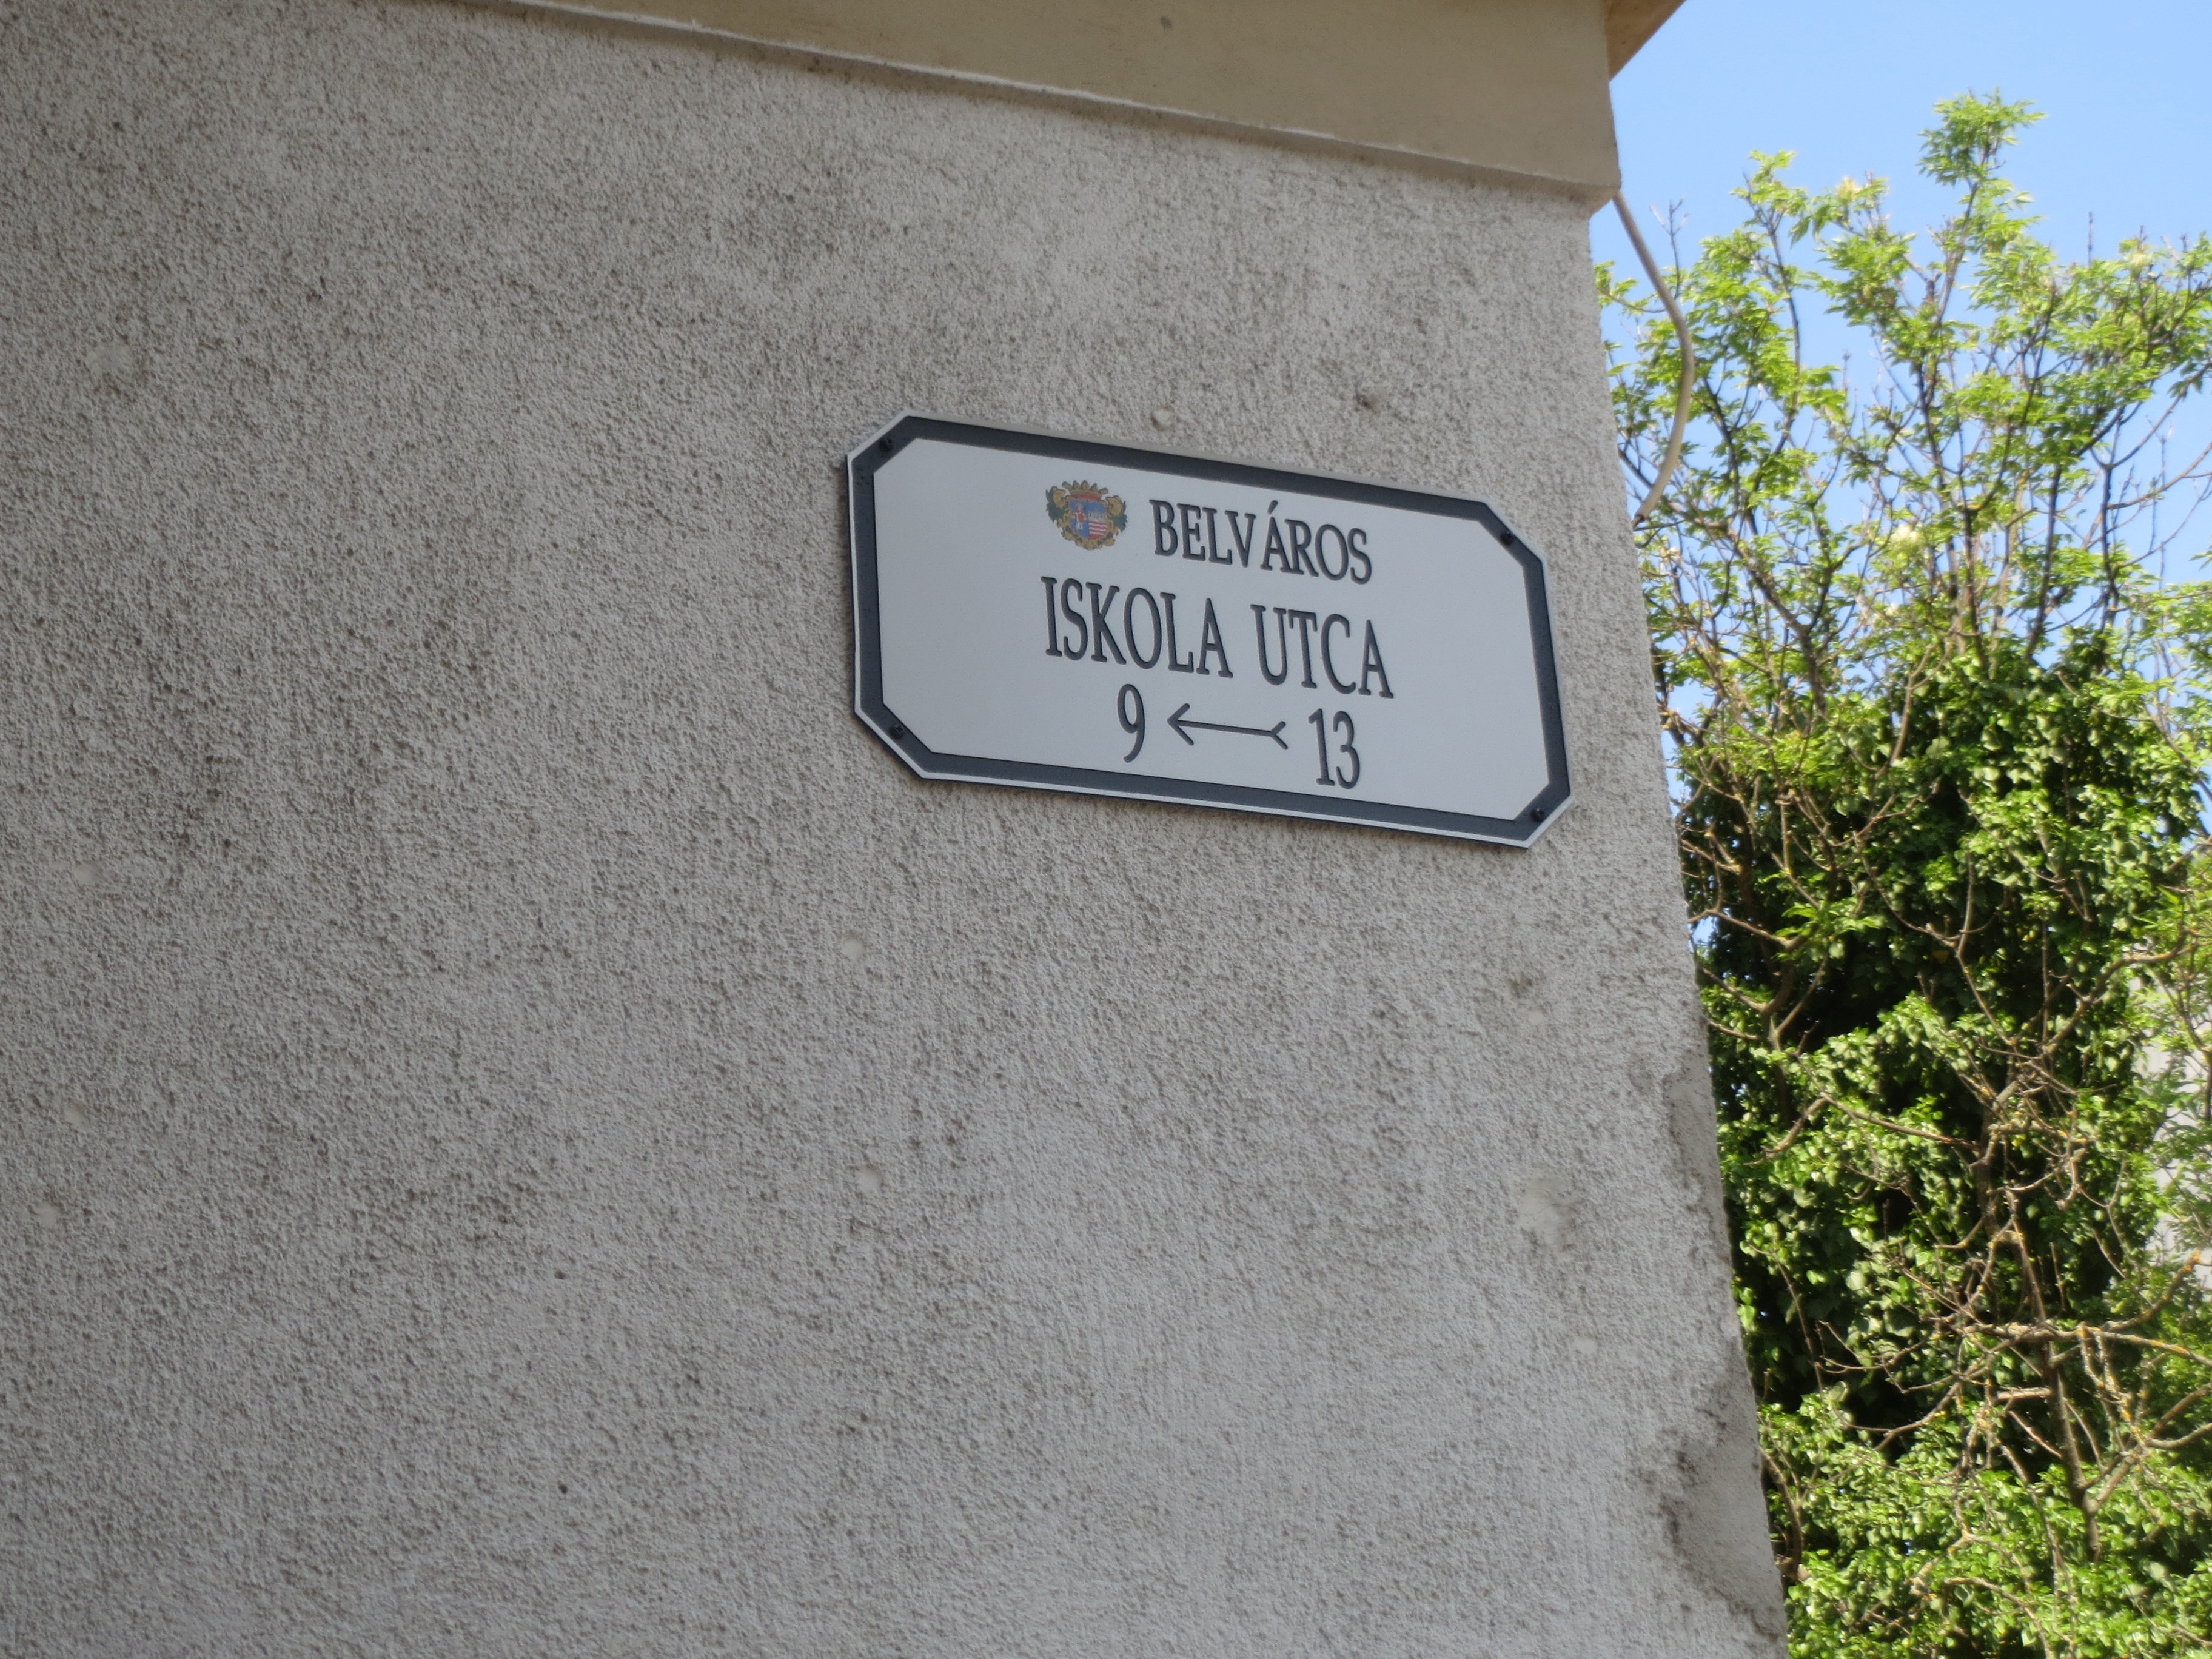 BELVÁROS
ISKOLA UTCA
9 ← 13